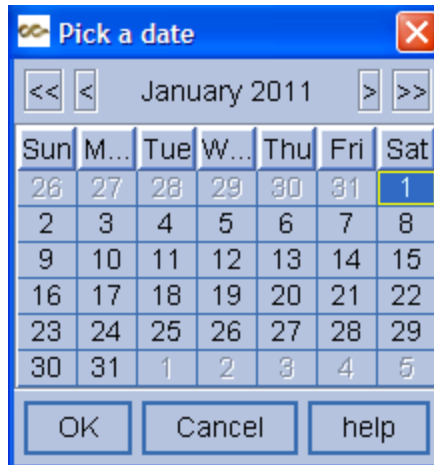 Pick a date
<< < January 2011 > >>
Sun M... Tue W... Thu Fri Sat
26 27 28 29 30 31 1
2 3 4 5 6 7 8
9 10 11 12 13 14 15
16 17 18 19 20 21 22
23 24 25 26 27 28 29
30 31 1 2 3 4 5
OK Cancel help